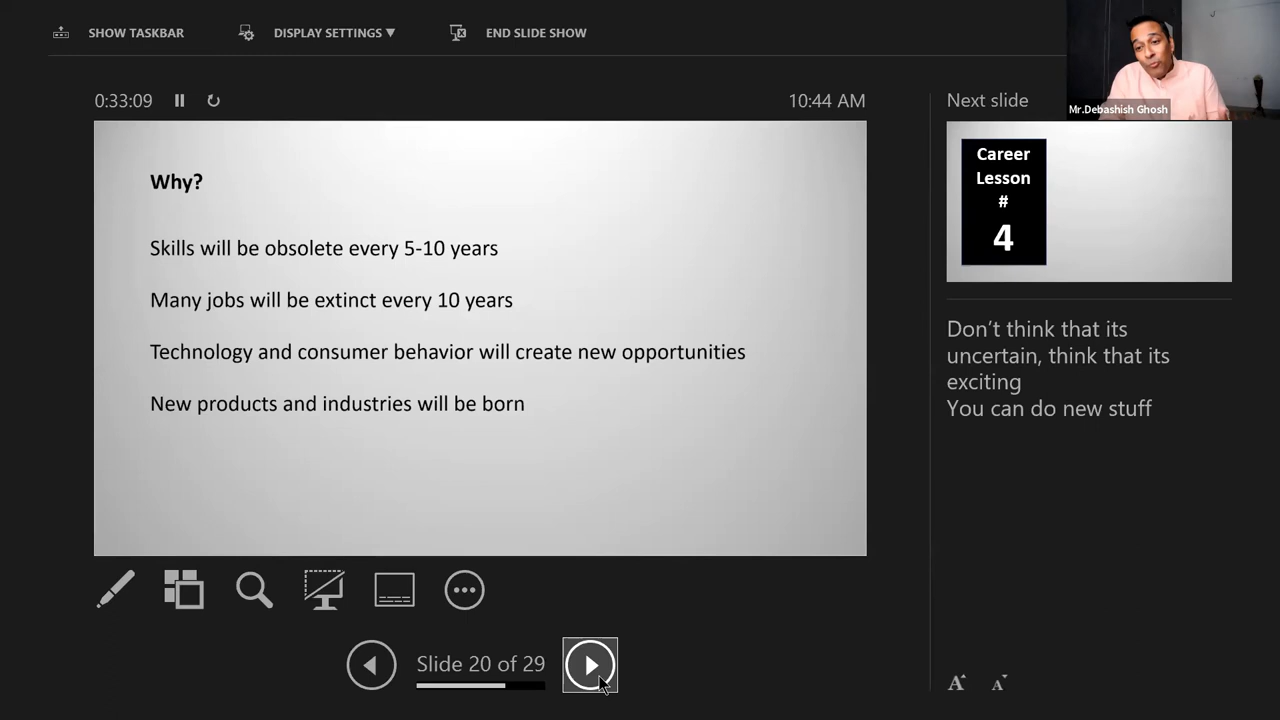 SHOW TASKBAR
DISPLAY SETTINGS ▼
END SLIDE SHOW
0:33:09
10:44 AM
Why?
Skills will be obsolete every 5-10 years
Many jobs will be extinct every 10 years
Technology and consumer behavior will create new opportunities
New products and industries will be born
Slide 20 of 29
Mr.Debashish Ghosh
Next slide
Career
Lesson
#
4
Don’t think that its
uncertain, think that its
exciting
You can do new stuff
A A